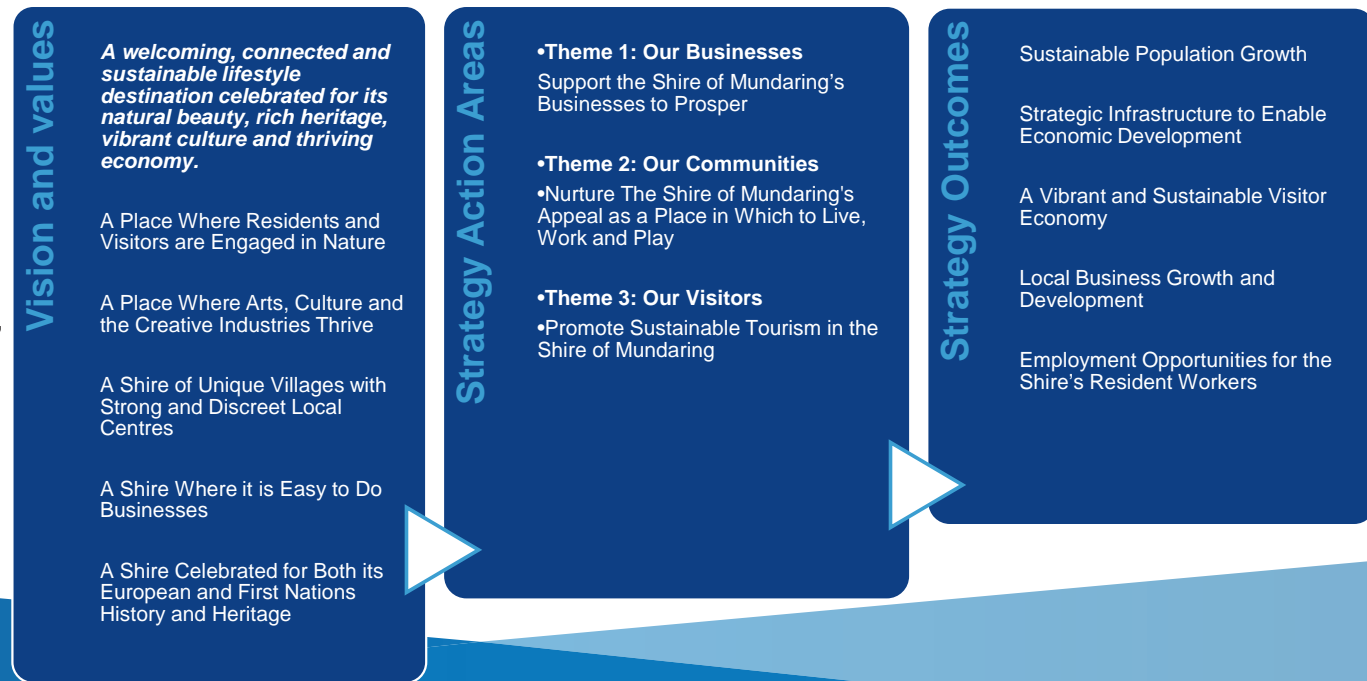 Vision and values
A welcoming, connected and
sustainable lifestyle
destination celebrated for its
natural beauty, rich heritage,
vibrant culture and thriving
economy.
A Place Where Residents and
Visitors are Engaged in Nature
A Place Where Arts, Culture and
the Creative Industries Thrive
A Shire of Unique Villages with
Strong and Discreet Local
Centres
A Shire Where it is Easy to Do
Businesses
A Shire Celebrated for Both its
European and First Nations
History and Heritage
Strategy Action Areas
•Theme 1: Our Businesses
Support the Shire of Mundaring’s
Businesses to Prosper
•Theme 2: Our Communities
•Nurture The Shire of Mundaring's
Appeal as a Place in Which to Live,
Work and Play
•Theme 3: Our Visitors
•Promote Sustainable Tourism in the
Shire of Mundaring
Strategy Outcomes
Sustainable Population Growth
Strategic Infrastructure to Enable
Economic Development
A Vibrant and Sustainable Visitor
Economy
Local Business Growth and
Development
Employment Opportunities for the
Shire’s Resident Workers